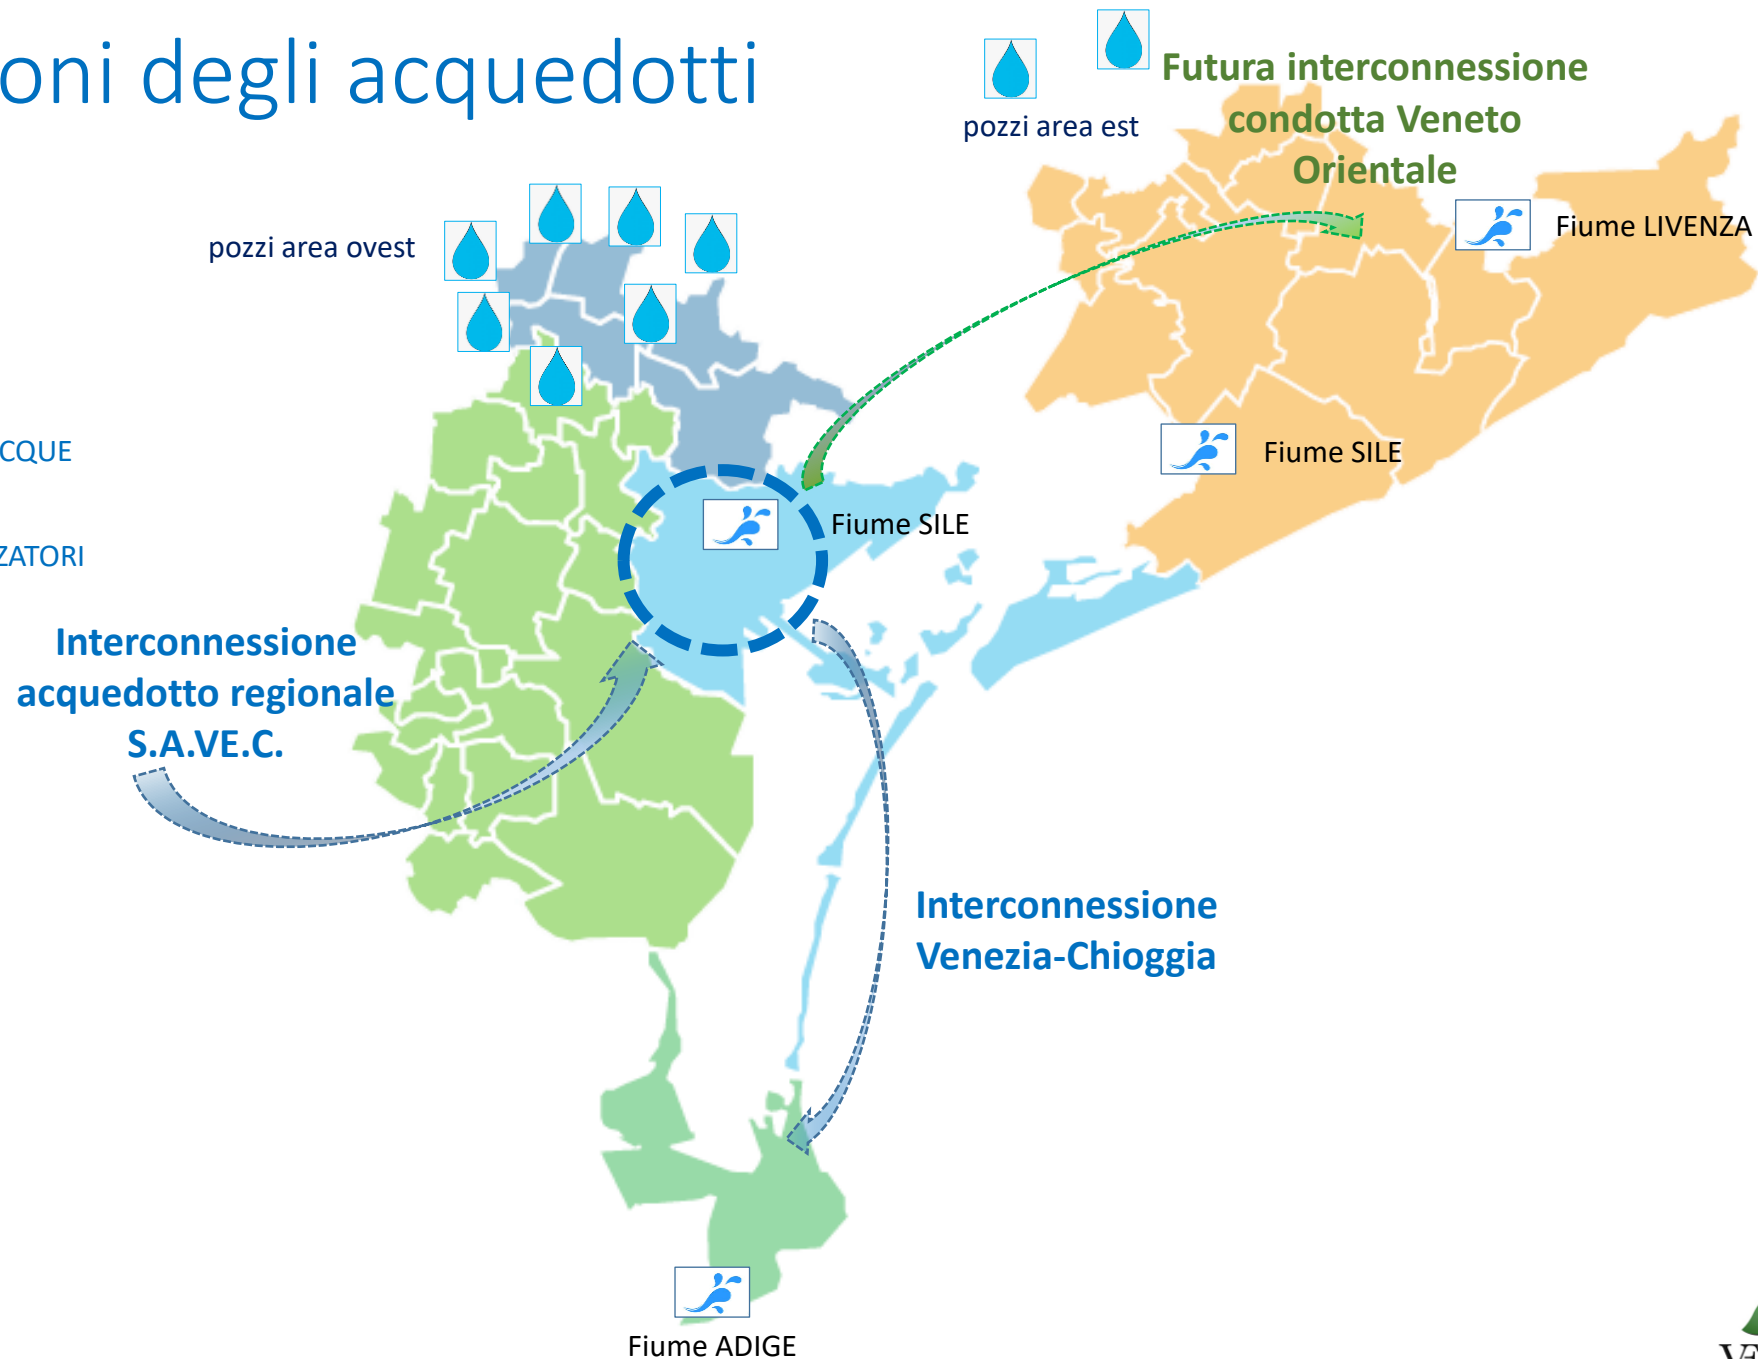 oni degli acquedotti
pozzi area est
Futura interconnessione
condotta Veneto
Orientale
Fiume LIVENZA
pozzi area ovest
Fiume SILE
CQUE
Fiume SILE
ZATORI
Interconnessione
acquedotto regionale
S.A.VE.C.
Interconnessione
Venezia-Chioggia
Fiume ADIGE